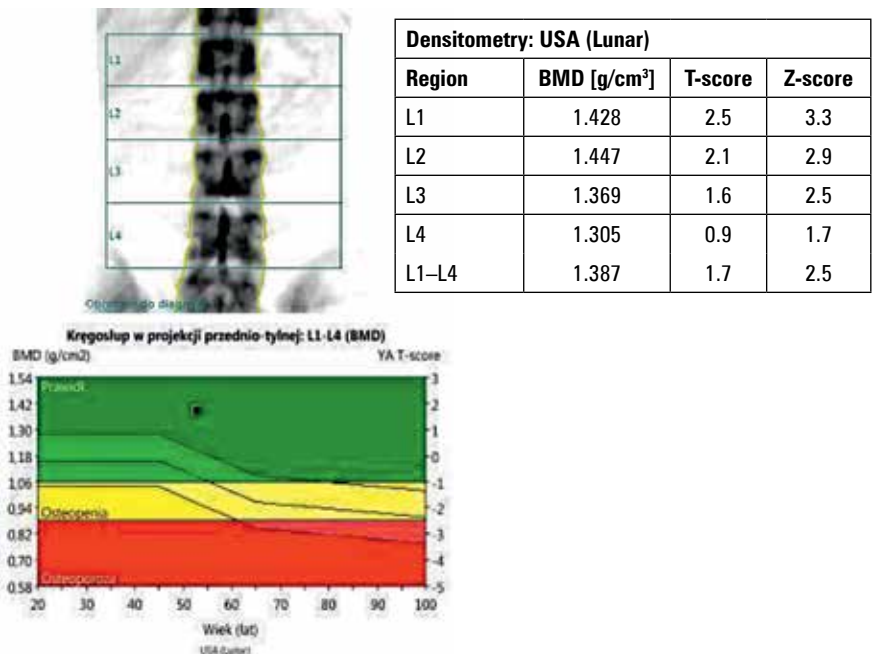 L1
L2
L3
L4
Densitometry: USA (Lunar)
Region BMD [g/cm³] T-score Z-score
L1 1.428 2.5 3.3
L2 1.447 2.1 2.9
L3 1.369 1.6 2.5
L4 1.305 0.9 1.7
L1–L4 1.387 1.7 2.5
Kręgosłup w projekcji przednio-tylnej: L1-L4 (BMD)
BMD (g/cm2) YA T-score
1.54 3
1.42 2
1.30 1
1.18 0
1.06 -1
0.94 -2
0.82 -3
0.70 -4
0.58 -5
Prawidł.
Osteopenia
Osteoporoza
20 30 40 50 60 70 80 90 100
Wiek (lat)
USA (Lunar)